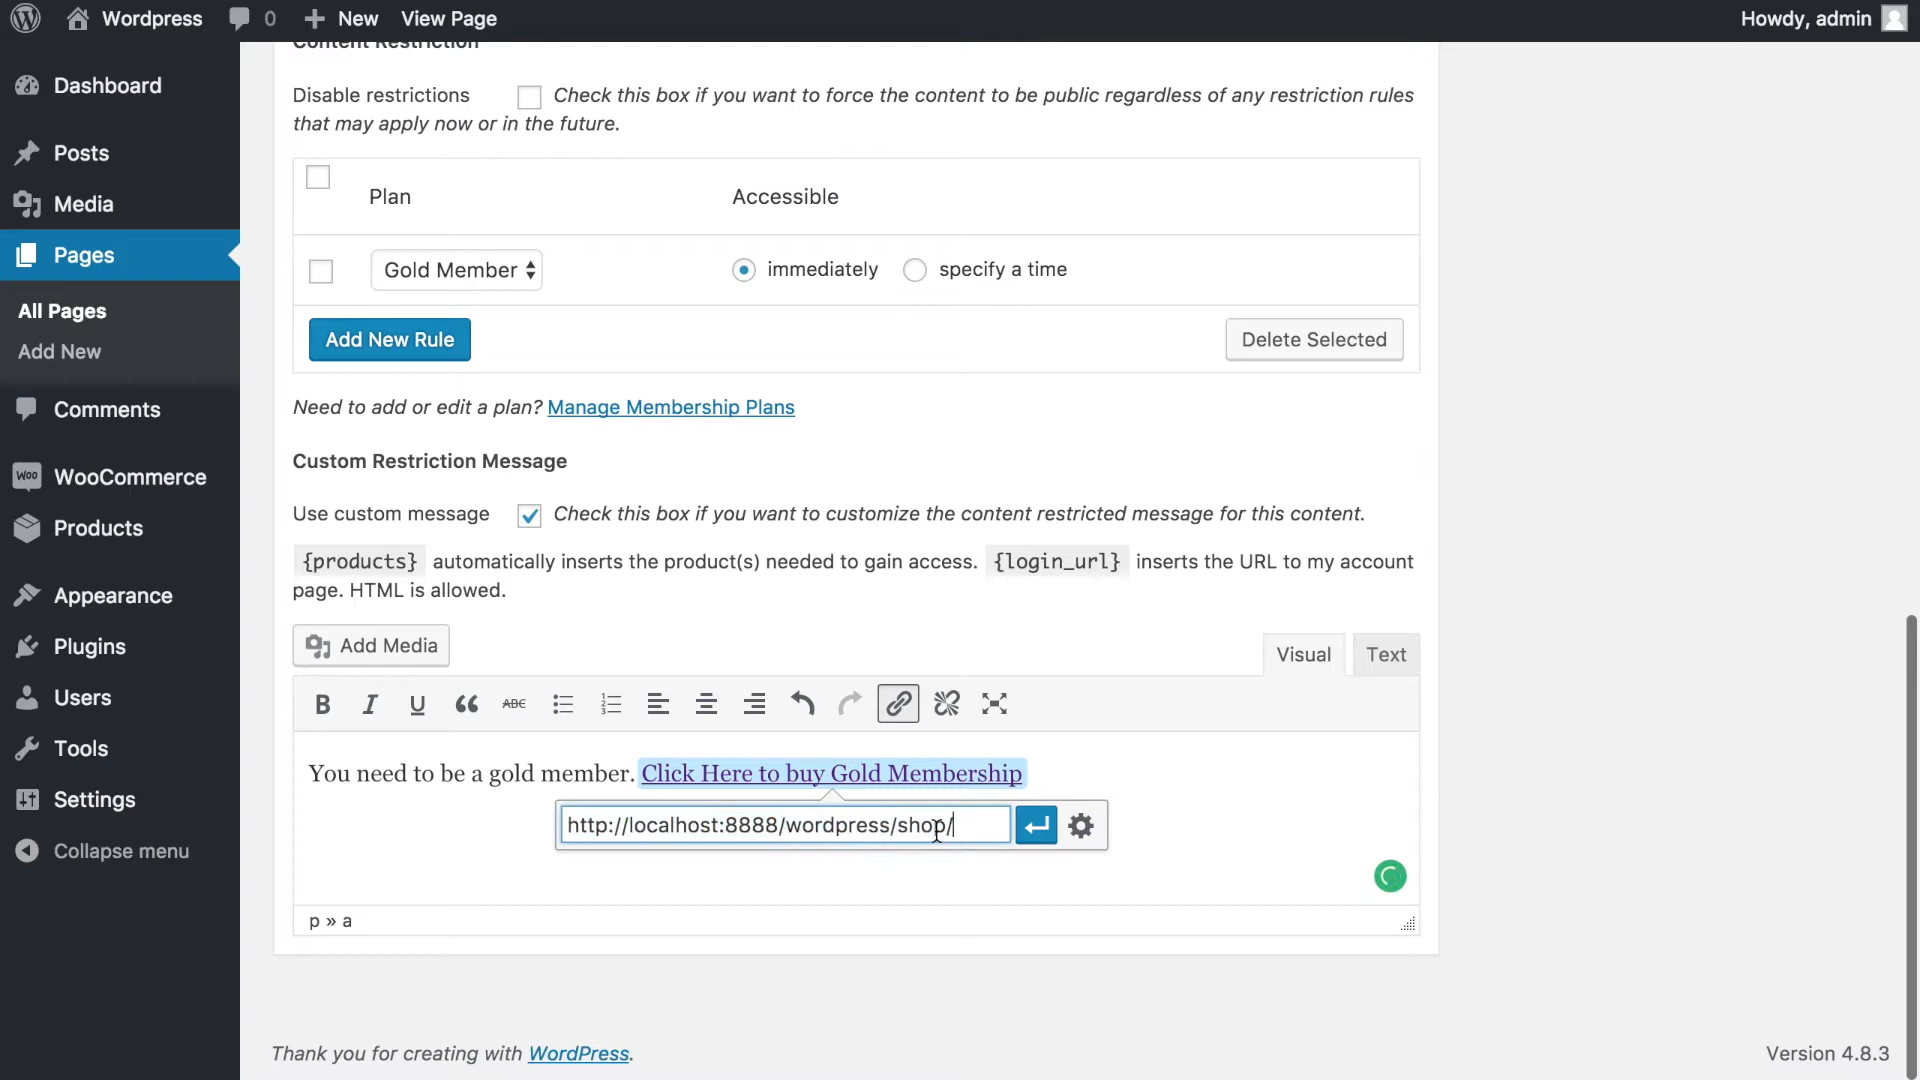 Wordpress 0 New View Page Howdy, admin
Dashboard
Posts
Media
Pages
All Pages
Add New
Comments
WooCommerce
Products
Appearance
Plugins
Users
Tools
Settings
Collapse menu
Content Restriction
Disable restrictions Check this box if you want to force the content to be public regardless of any restriction rules
that may apply now or in the future.
Plan Accessible
Gold Member immediately specify a time
Add New Rule Delete Selected
Need to add or edit a plan? Manage Membership Plans
Custom Restriction Message
Use custom message Check this box if you want to customize the content restricted message for this content.
{products} automatically inserts the product(s) needed to gain access. {login_url} inserts the URL to my account
page. HTML is allowed.
Add Media Visual Text
B I U ABC
You need to be a gold member. Click Here to buy Gold Membership
http://localhost:8888/wordpress/shop/
p » a
Thank you for creating with WordPress. Version 4.8.3